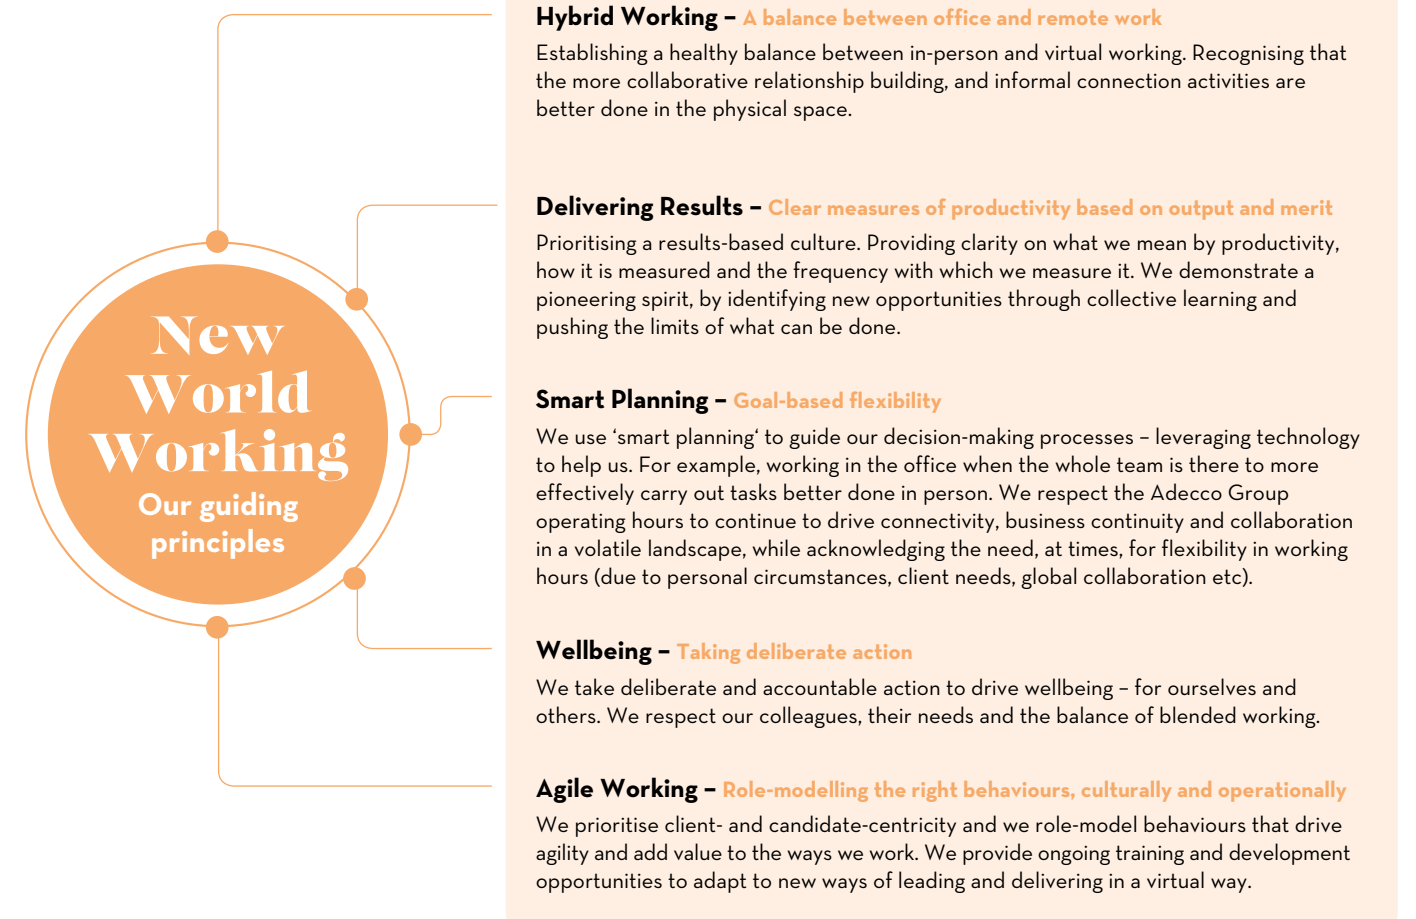 New
World
Working
Our guiding
principles
Hybrid Working – A balance between office and remote work
Establishing a healthy balance between in-person and virtual working. Recognising that
the more collaborative relationship building, and informal connection activities are
better done in the physical space.
Delivering Results – Clear measures of productivity based on output and merit
Prioritising a results-based culture. Providing clarity on what we mean by productivity,
how it is measured and the frequency with which we measure it. We demonstrate a
pioneering spirit, by identifying new opportunities through collective learning and
pushing the limits of what can be done.
Smart Planning – Goal-based flexibility
We use ‘smart planning‘ to guide our decision-making processes – leveraging technology
to help us. For example, working in the office when the whole team is there to more
effectively carry out tasks better done in person. We respect the Adecco Group
operating hours to continue to drive connectivity, business continuity and collaboration
in a volatile landscape, while acknowledging the need, at times, for flexibility in working
hours (due to personal circumstances, client needs, global collaboration etc).
Wellbeing – Taking deliberate action
We take deliberate and accountable action to drive wellbeing – for ourselves and
others. We respect our colleagues, their needs and the balance of blended working.
Agile Working – Role-modelling the right behaviours, culturally and operationally
We prioritise client- and candidate-centricity and we role-model behaviours that drive
agility and add value to the ways we work. We provide ongoing training and development
opportunities to adapt to new ways of leading and delivering in a virtual way.